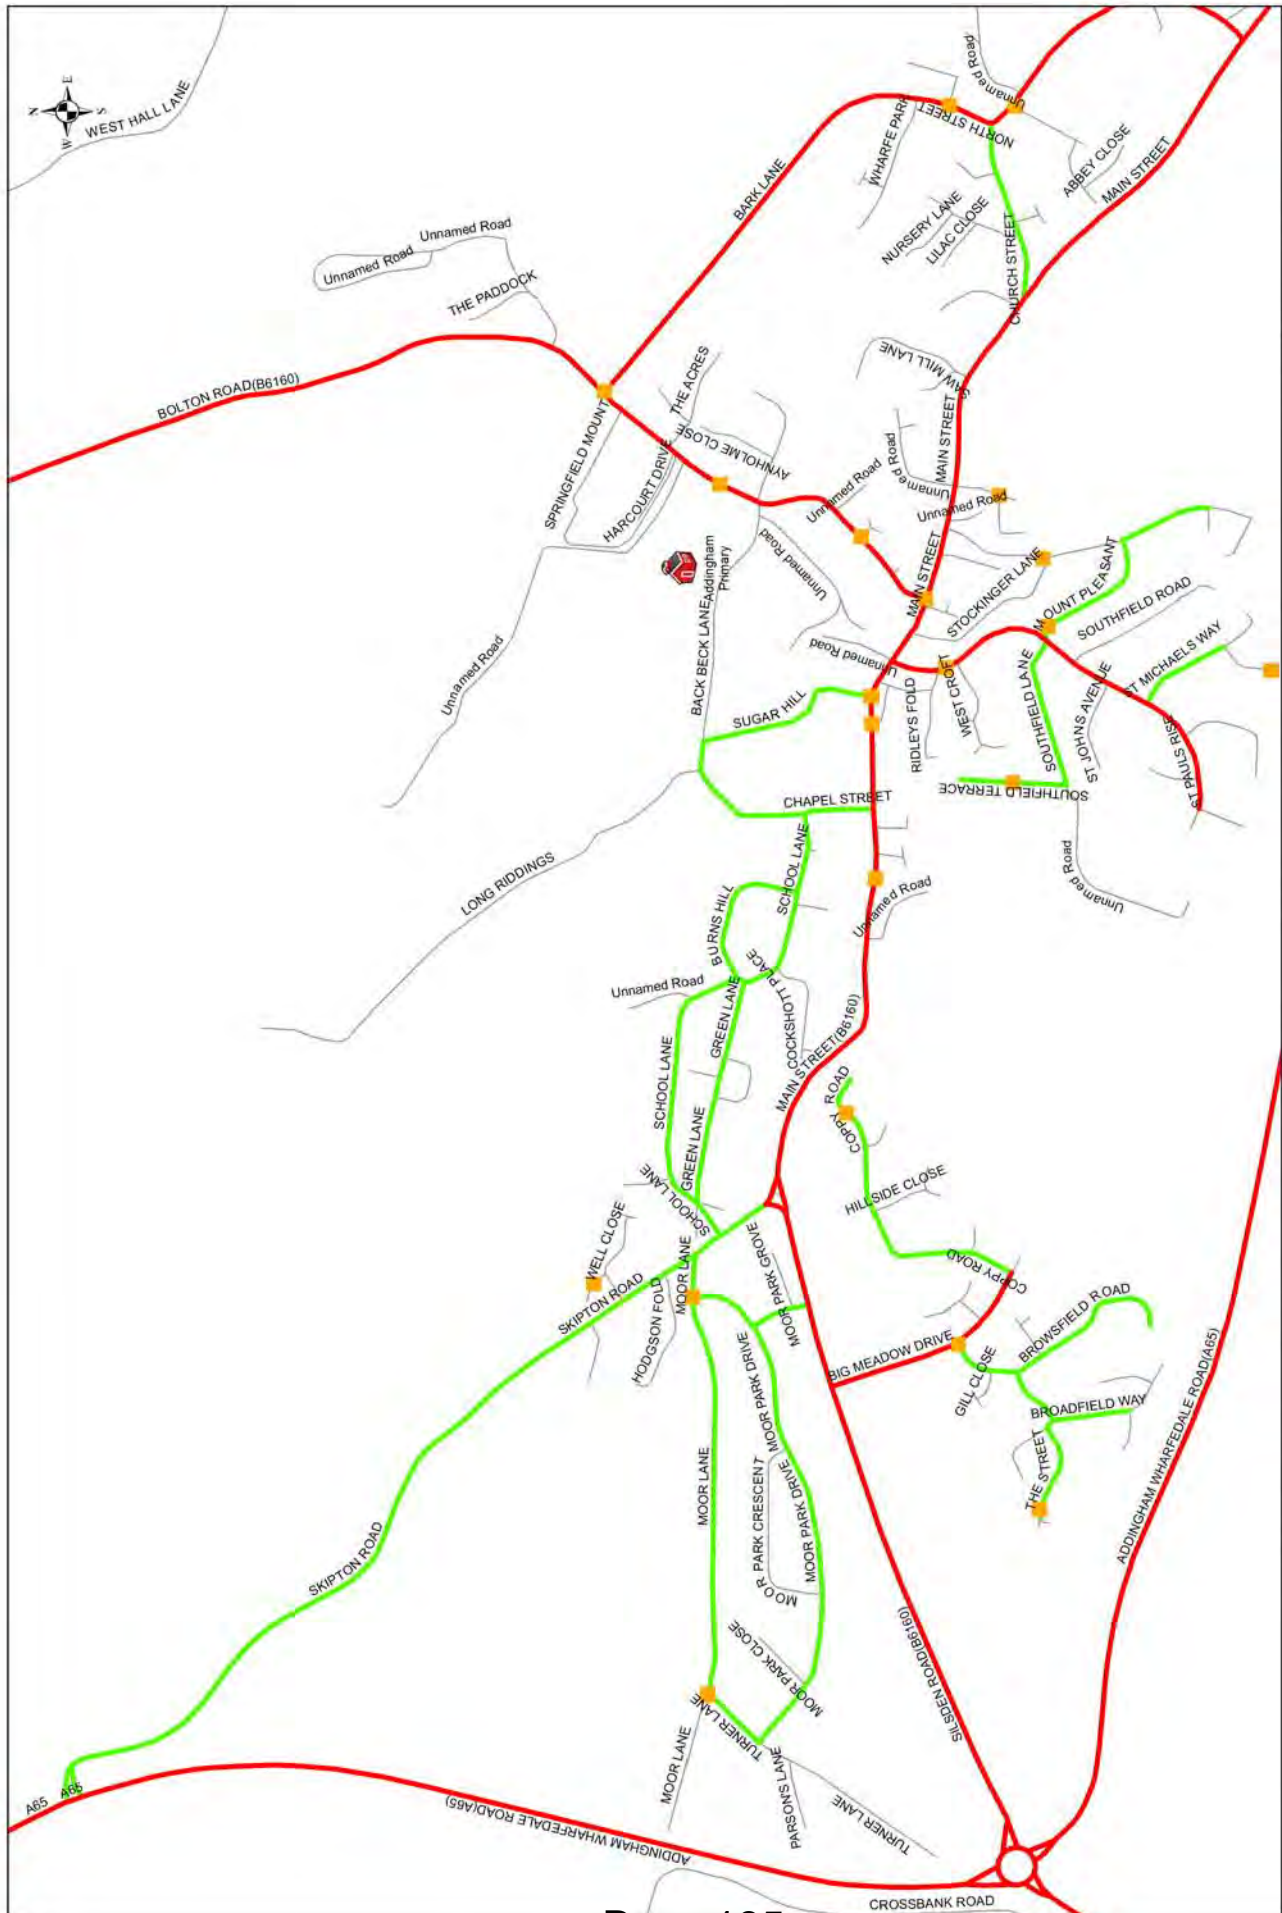 WEST HALL LANE
N
E
S
W
BOLTON ROAD(B6160)
Unnamed Road
Unnamed Road
THE PADDOCK
BARK LANE
WHARFE PARK
NORTH STREET
Unnamed Road
ABBEY CLOSE
MAIN STREET
NURSERY LANE
LILAC CLOSE
CHURCH STREET
SAW MILL LANE
MAIN STREET
THE ACRES
SPRINGFIELD MOUNT
HARCOURT DRIVE
AYNHOLME CLOSE
Unnamed Road
Unnamed Road
Unnamed Road
Unnamed Road
Addingham
Primary
Unnamed Road
BACK BECK LANE
MAIN STREET
STOCKINGER LANE
MOUNT PLEASANT
SOUTHFIELD ROAD
Unnamed Road
ST MICHAELS WAY
SUGAR HILL
RIDLEYS FOLD
WEST CROFT
SOUTHFIELD LANE
ST JOHNS AVENUE
ST PAULS RISE
SOUTHFIELD TERRACE
Unnamed Road
CHAPEL STREET
LONG RIDDINGS
BURNS HILL
SCHOOL LANE
Unnamed Road
Unnamed Road
COCKSHOTT PLACE
GREEN LANE
SCHOOL LANE
MAIN STREET(B6160)
COPPY ROAD
GREEN LANE
SCHOOL LANE
HILLSIDE CLOSE
WELL CLOSE
MOOR LANE
MOOR PARK GROVE
COPPY ROAD
SKIPTON ROAD
HODGSON FOLD
BIG MEADOW DRIVE
BROWSFIELD ROAD
GILL CLOSE
BROADFIELD WAY
THE STREET
MOOR PARK DRIVE
MOOR LANE
MOOR PARK CRESCENT
MOOR PARK DRIVE
ADDINGHAM WHARFEDALE ROAD(A65)
SKIPTON ROAD
MOOR PARK CLOSE
SILSDEN ROAD(B6160)
TURNER LANE
MOOR LANE
PARSONS LANE
TURNER LANE
A65
A65
ADDINGHAM WHARFEDALE ROAD(A65)
CROSSBANK ROAD